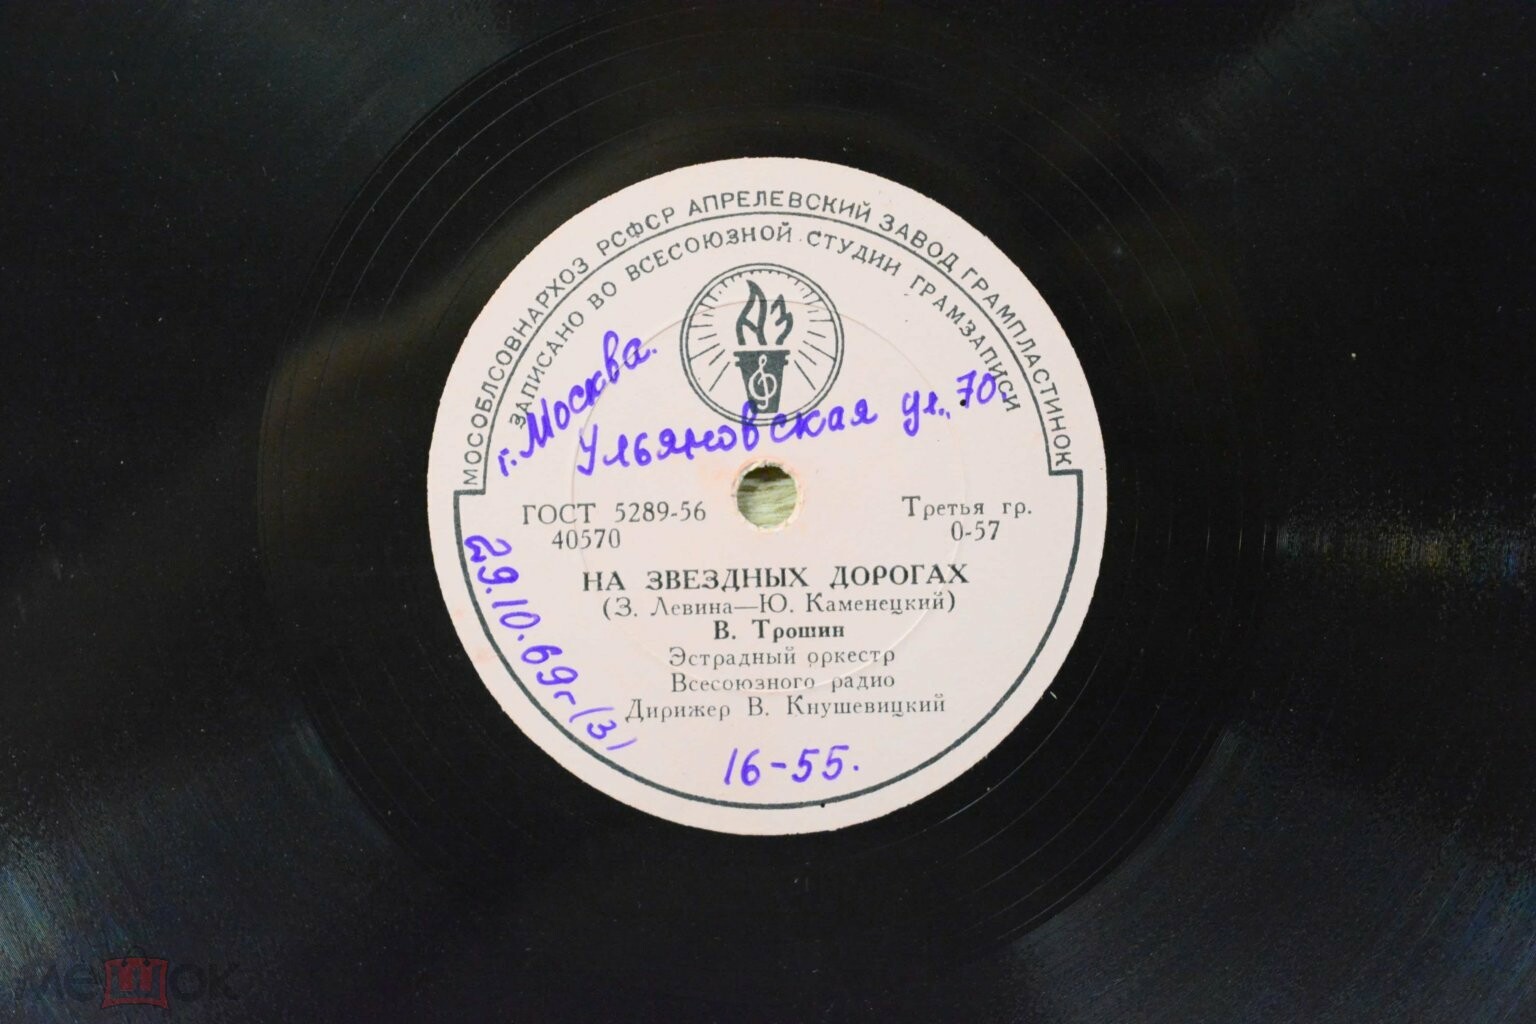 МОСОБЛСОВНАРХОЗ РСФСР АПРЕЛЕВСКИЙ ЗАВОД ГРАМПЛАСТИНОК
ЗАПИСАНО ВО ВСЕСОЮЗНОЙ СТУДИИ ГРАМЗАПИСИ
АЗ
г. Москва.
Ульяновская ул., 70.
ГОСТ 5289-56
40570
Третья гр.
0-57
НА ЗВЕЗДНЫХ ДОРОГАХ
(З. Левина—Ю. Каменецкий)
В. Трошин
Эстрадный оркестр
Всесоюзного радио
Дирижер В. Кнушевицкий
29.10.69г (3)
16-55.
мешок